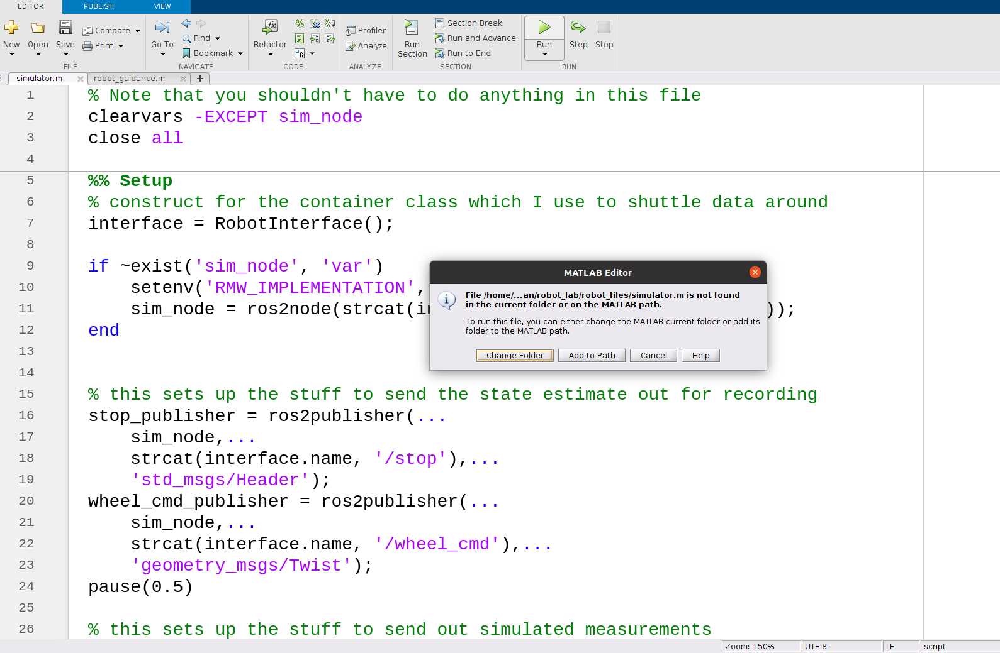 EDITOR PUBLISH VIEW
New Open Save Compare Print
FILE
Go To Find Bookmark
NAVIGATE
Refactor
CODE
Profiler
Analyze
ANALYZE
Run Section
Section Break
Run and Advance
Run to End
SECTION
Run Step Stop
RUN
simulator.m robot_guidance.m +
1 % Note that you shouldn't have to do anything in this file
2 clearvars -EXCEPT sim_node
3 close all
4
5 %% Setup
6 % construct for the container class which I use to shuttle data around
7 interface = RobotInterface();
8
9 if ~exist('sim_node', 'var')
10 setenv('RMW_IMPLEMENTATION',
11 sim_node = ros2node(strcat(i ));
12 end
13
14
15 % this sets up the stuff to send the state estimate out for recording
16 stop_publisher = ros2publisher(...
17 sim_node,...
18 strcat(interface.name, '/stop'),...
19 'std_msgs/Header');
20 wheel_cmd_publisher = ros2publisher(...
21 sim_node,...
22 strcat(interface.name, '/wheel_cmd'),...
23 'geometry_msgs/Twist');
24 pause(0.5)
25
26 % this sets up the stuff to send out simulated measurements
MATLAB Editor
File /home/...an/robot_lab/robot_files/simulator.m is not found
in the current folder or on the MATLAB path.
To run this file, you can either change the MATLAB current folder or add its
folder to the MATLAB path.
Change Folder Add to Path Cancel Help
Zoom: 150% UTF-8 LF script